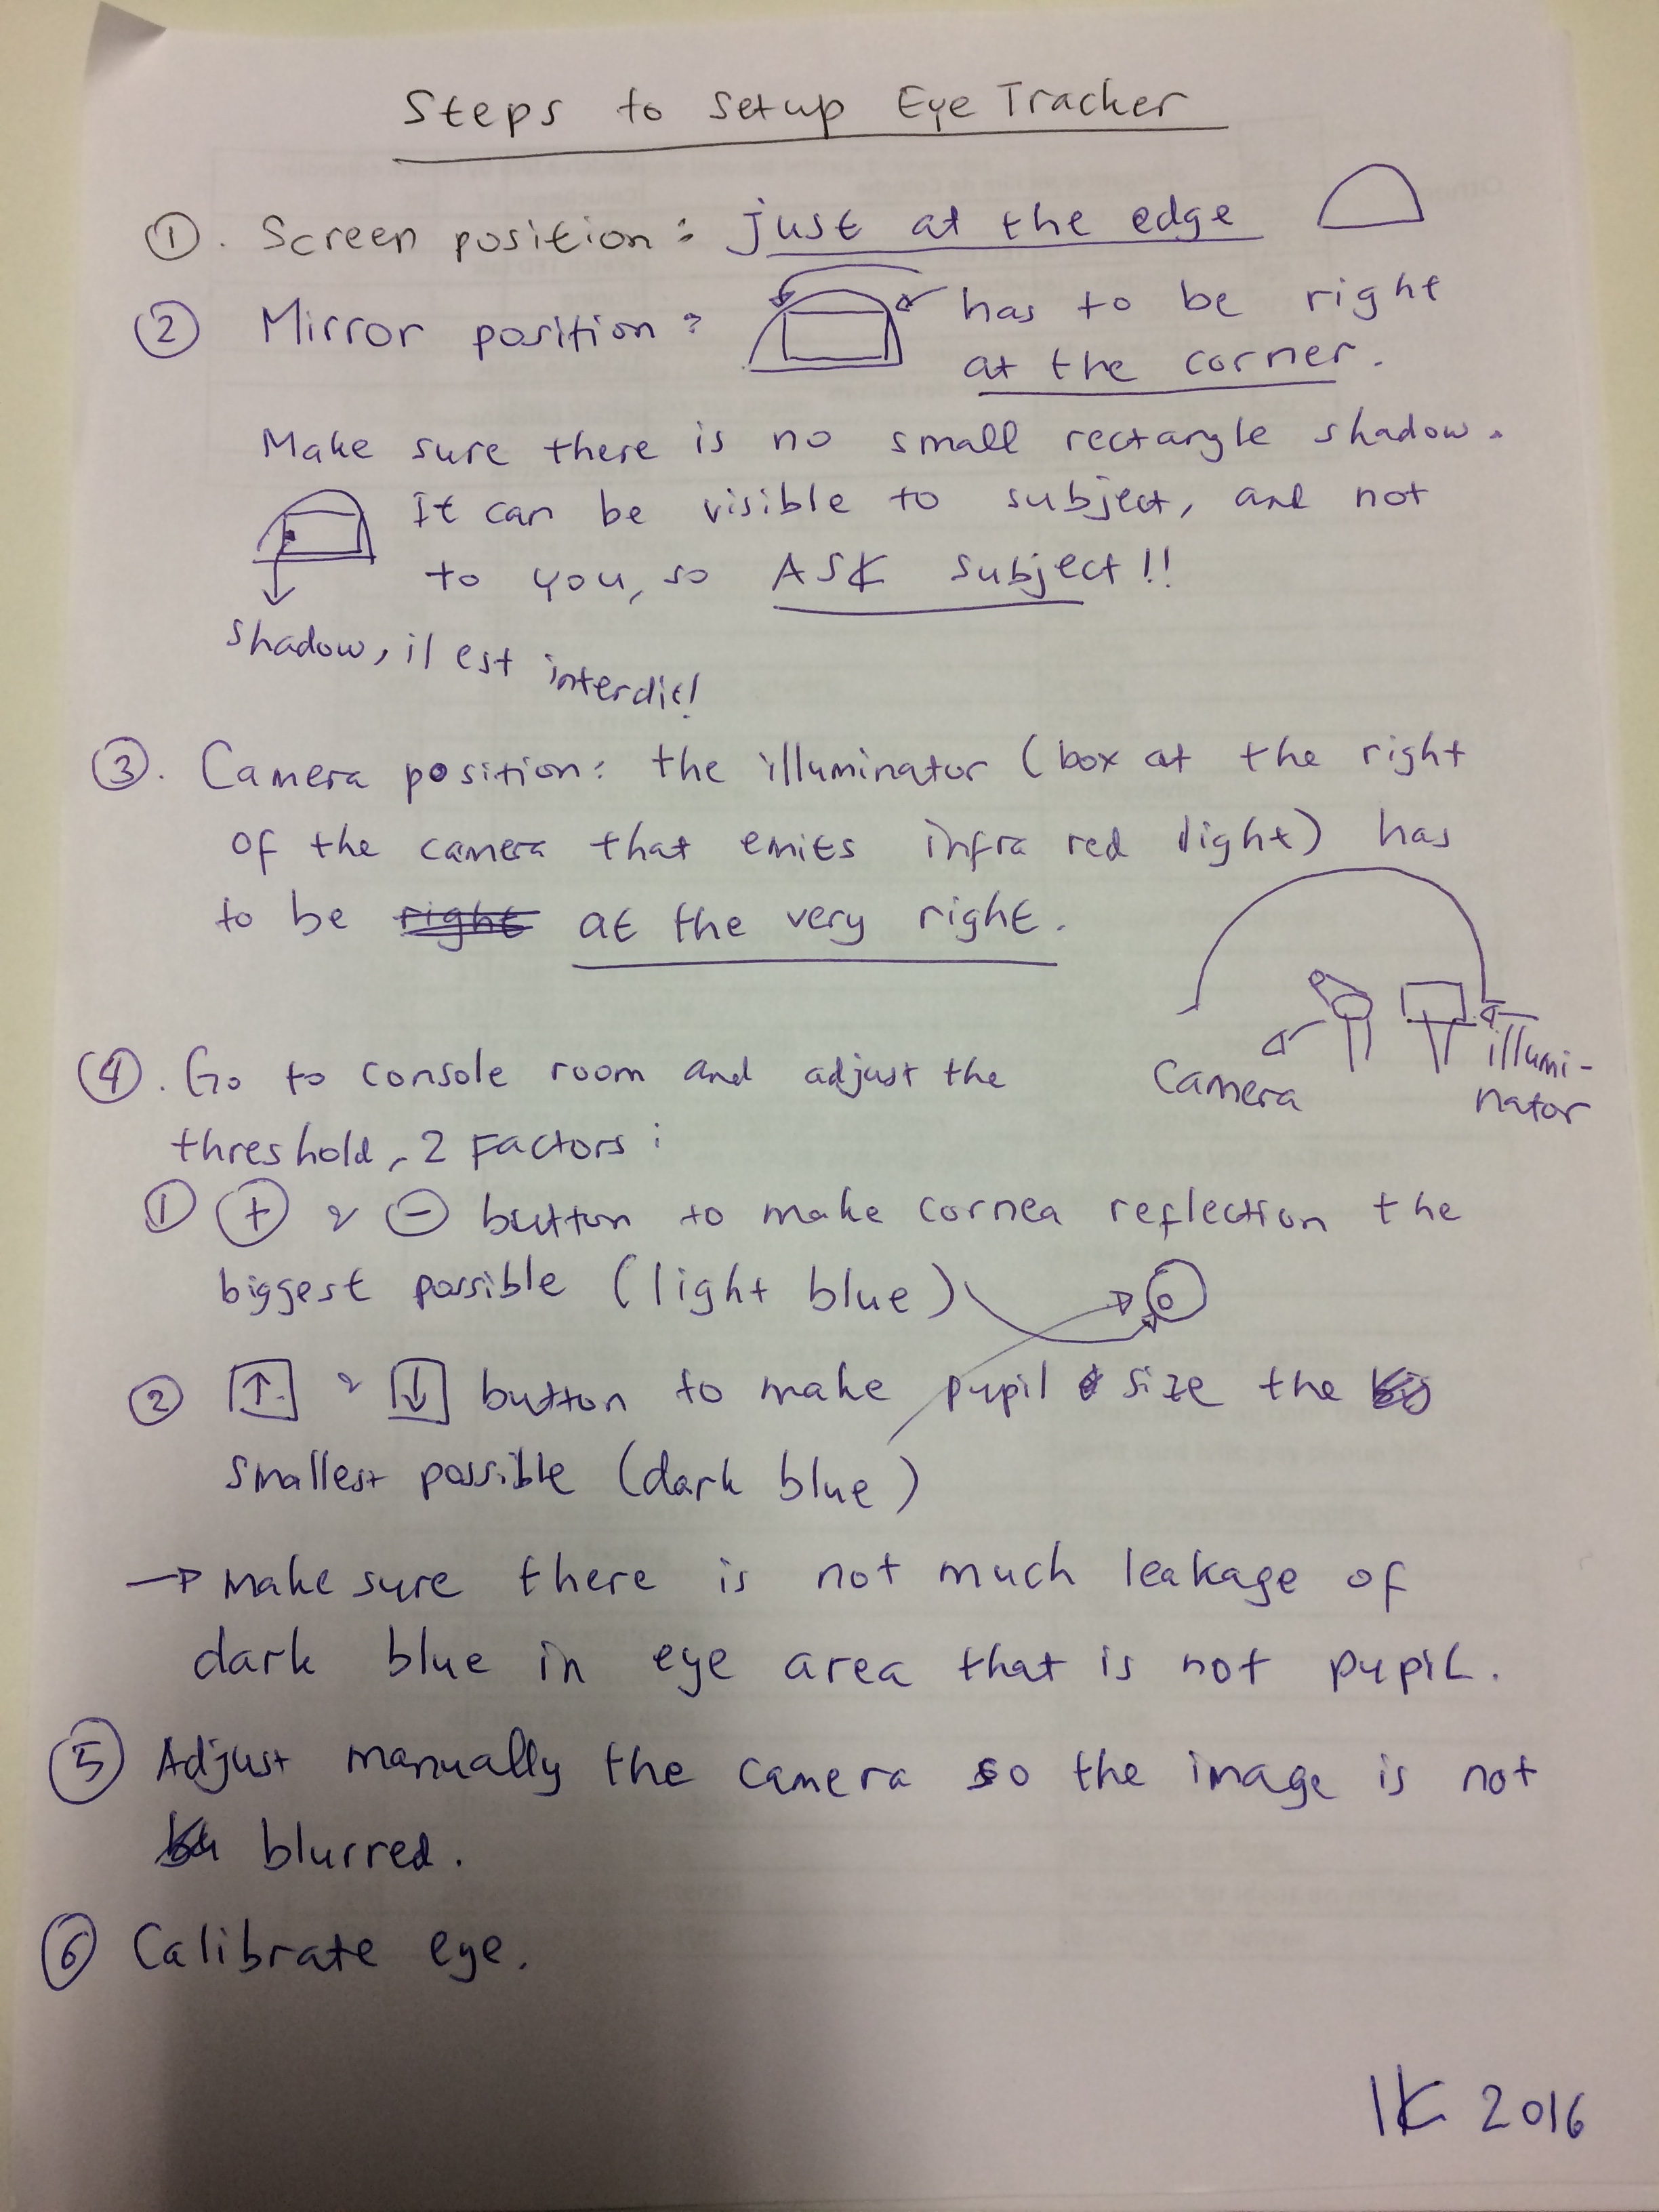 Steps to setup Eye Tracker
①. Screen position: just at the edge
② Mirror position: has to be right
at the corner.
Make sure there is no small rectangle shadow.
It can be visible to subject, and not
to you, so ASK subject!!
shadow, il est interdit!
③. Camera position: the illuminator (box at the right
of the camera that emits infra red light) has
to be right at the very right.
camera
illumi-
nator
④. Go to console room and adjust the
threshold, 2 factors:
① + & - button to make cornea reflection the
biggest possible (light blue)
② ↑ & ↓ button to make pupil size the
smallest possible (dark blue)
→ make sure there is not much leakage of
dark blue in eye area that is not pupil.
⑤ Adjust manually the camera so the image is not
blurred.
⑥ Calibrate eye.
IK 2016